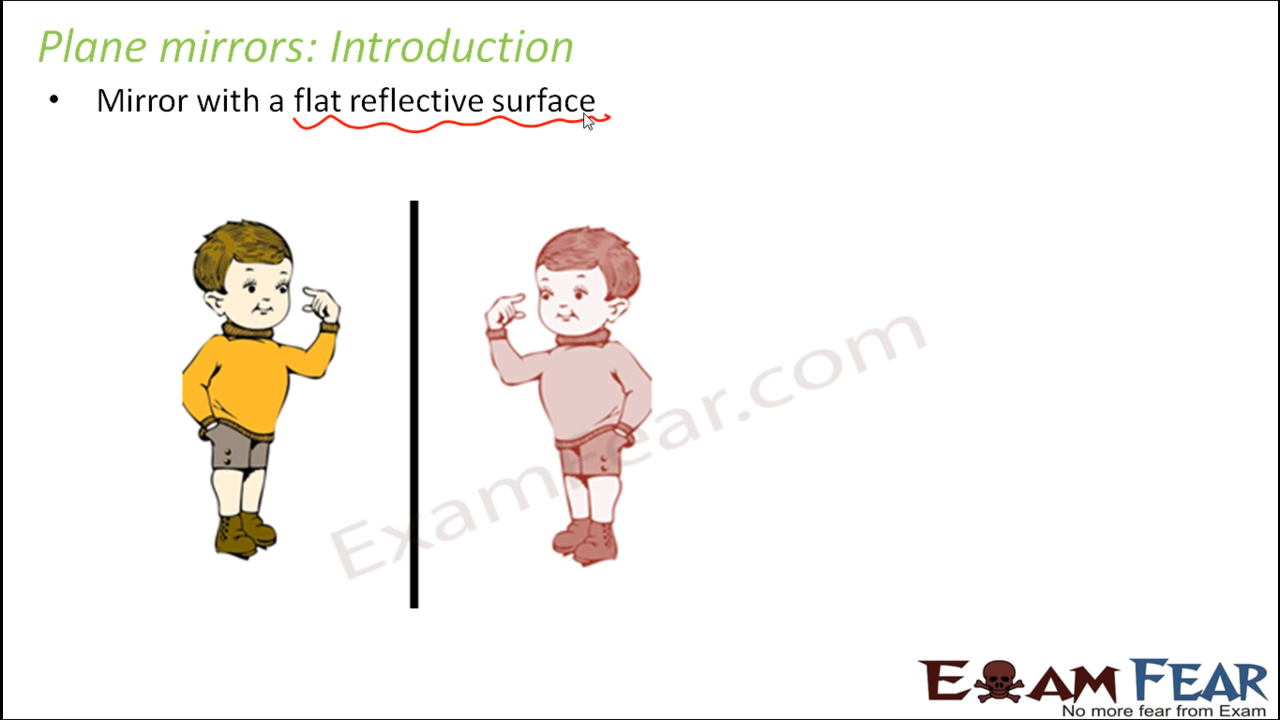 Plane mirrors: Introduction
• Mirror with a flat reflective surface
Examfear.com
EXAM FEAR
No more fear from Exam